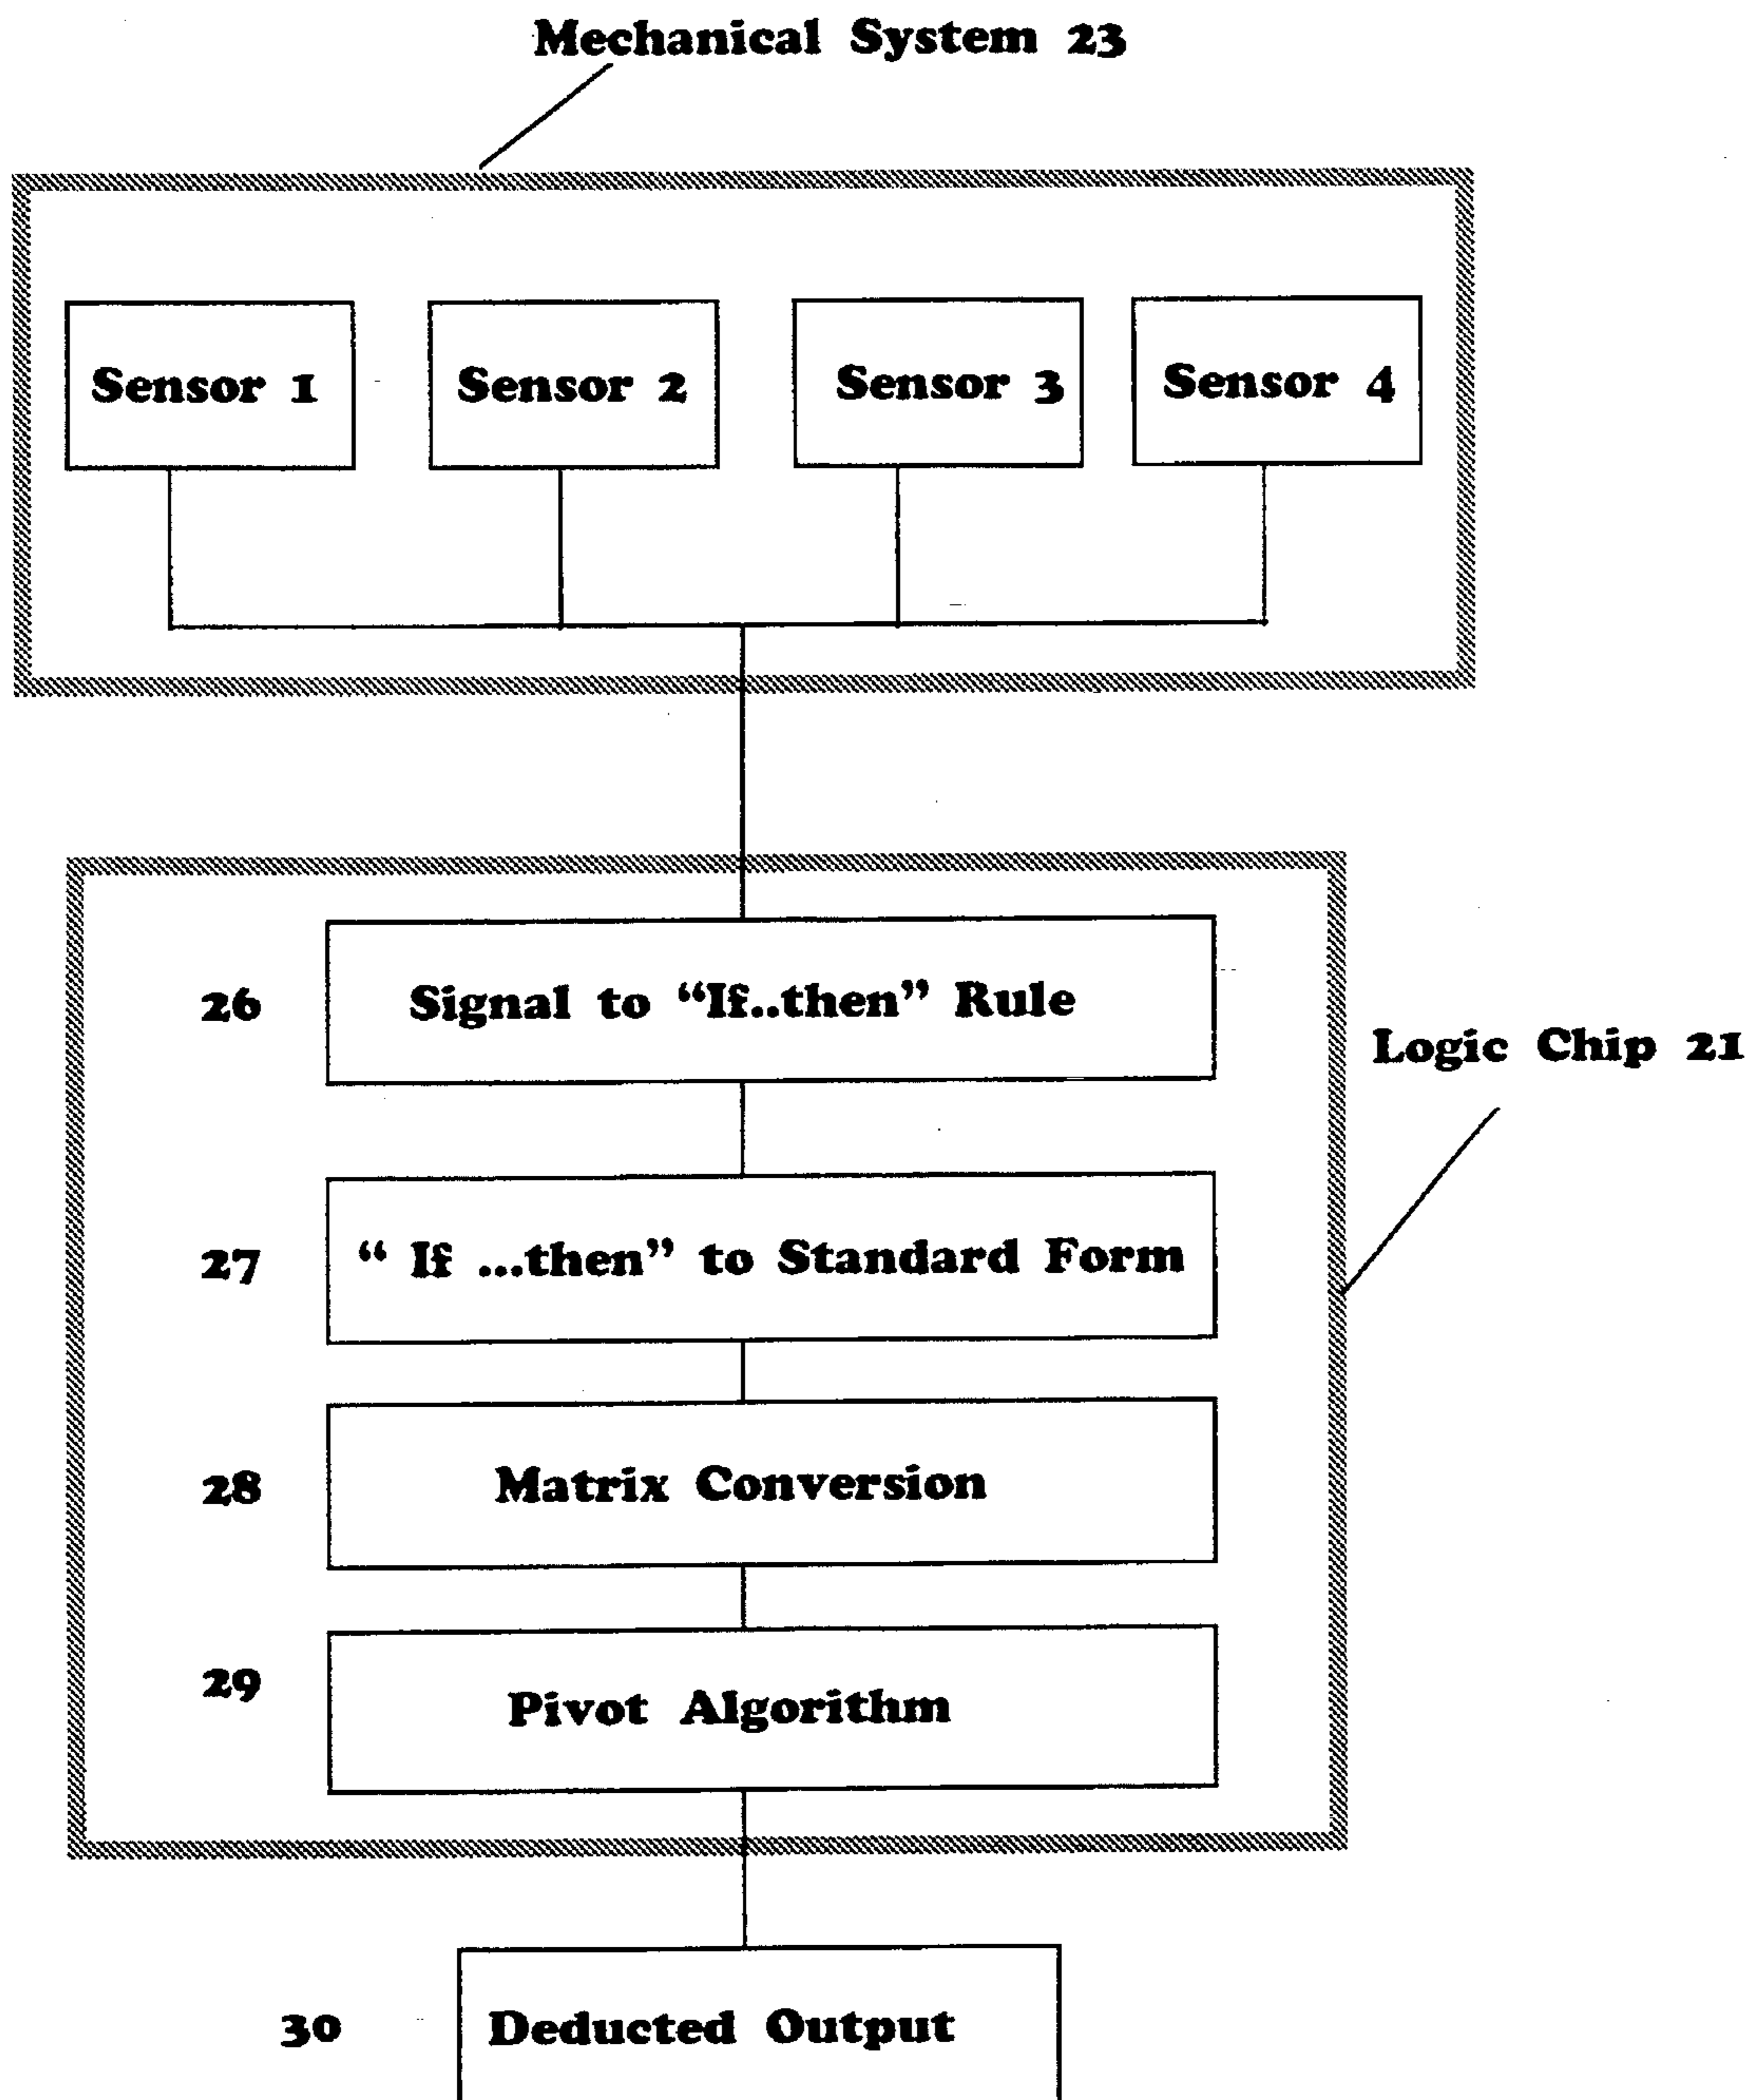 Mechanical System 23
Sensor 1
Sensor 2
Sensor 3
Sensor 4
26
Signal to “If..then” Rule
Logic Chip 21
27
“ If ...then” to Standard Form
28
Matrix Conversion
29
Pivot Algorithm
30
Deducted Output